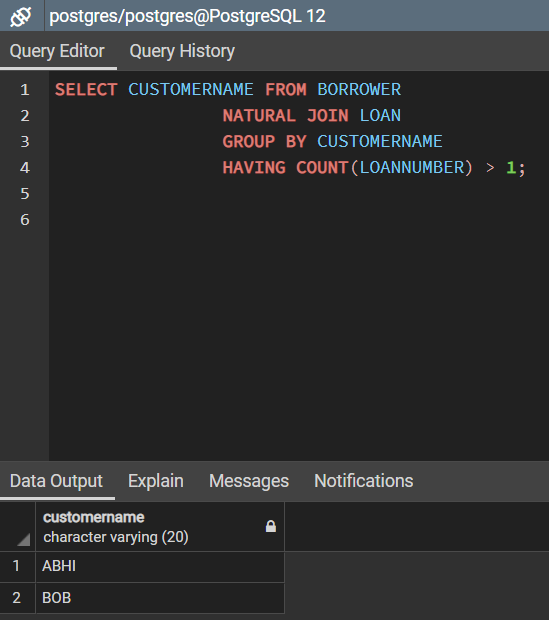 postgres/postgres@PostgreSQL 12
Query Editor Query History
1 SELECT CUSTOMERNAME FROM BORROWER
2 NATURAL JOIN LOAN
3 GROUP BY CUSTOMERNAME
4 HAVING COUNT(LOANNUMBER) > 1;
5
6
Data Output Explain Messages Notifications
customername
character varying (20)
1 ABHI
2 BOB